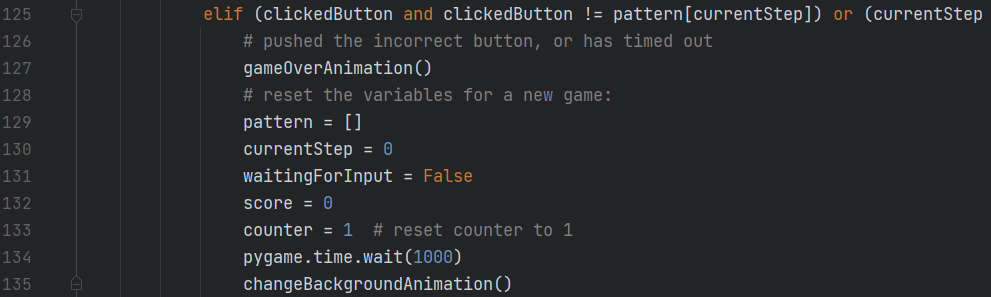 125 elif (clickedButton and clickedButton != pattern[currentStep]) or (currentStep
126 # pushed the incorrect button, or has timed out
127 gameOverAnimation()
128 # reset the variables for a new game:
129 pattern = []
130 currentStep = 0
131 waitingForInput = False
132 score = 0
133 counter = 1  # reset counter to 1
134 pygame.time.wait(1000)
135 changeBackgroundAnimation()